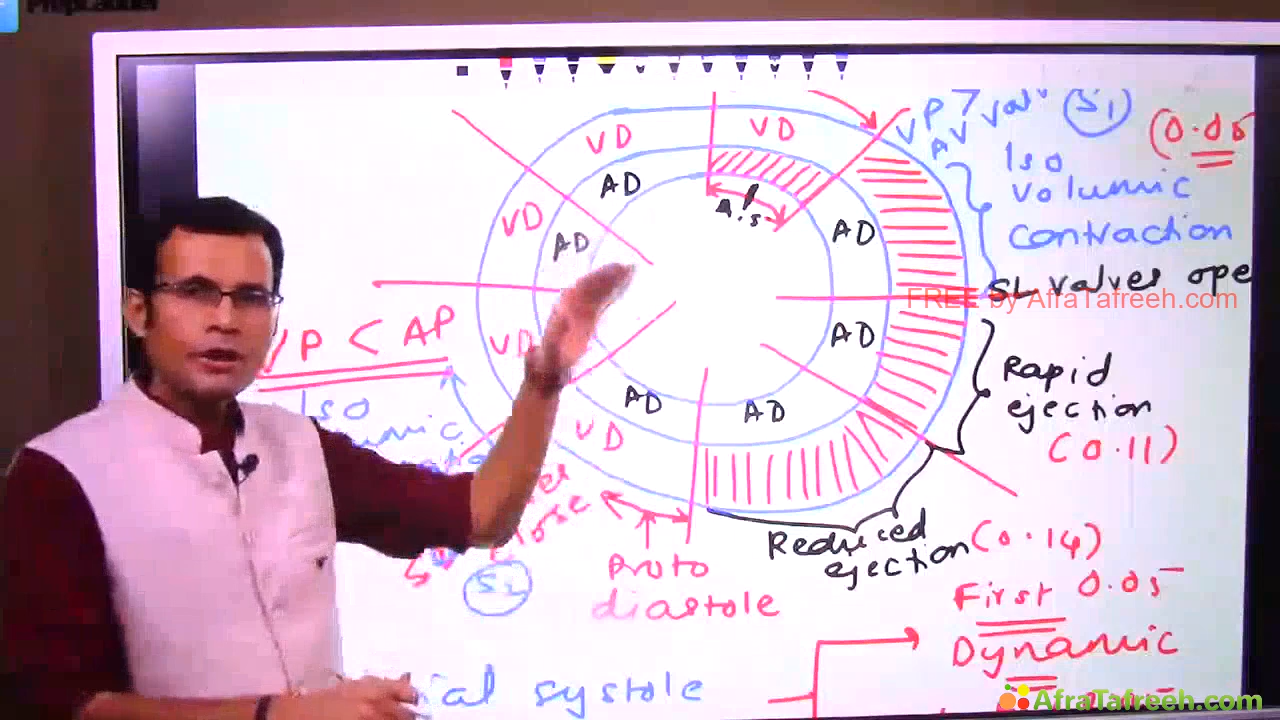 VD
VD
AD
A.S
VP > AV val
S1
(0.05
Iso
volumic
contraction
VD
AD
AD
SL valves ope
FREE by AfraTafreeh.com
VP < AP
VD
AD
Rapid
ejection
(0.11)
Iso
AD
AD
VD
close
S2
Reduced
ejection (0.14)
Proto
diastole
First 0.05
Dynamic
systole
AfraTafreeh.com